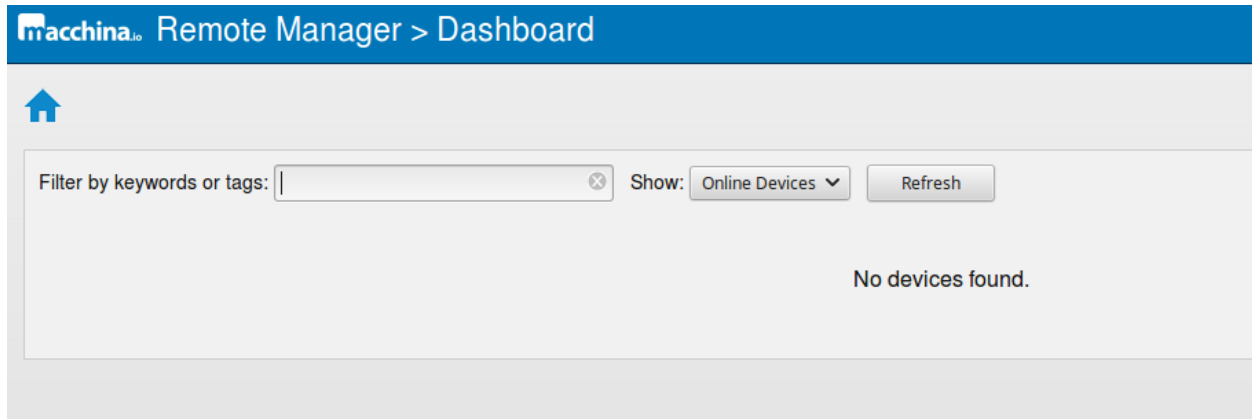 macchina.io Remote Manager > Dashboard
Filter by keywords or tags: Show: Online Devices Refresh
No devices found.